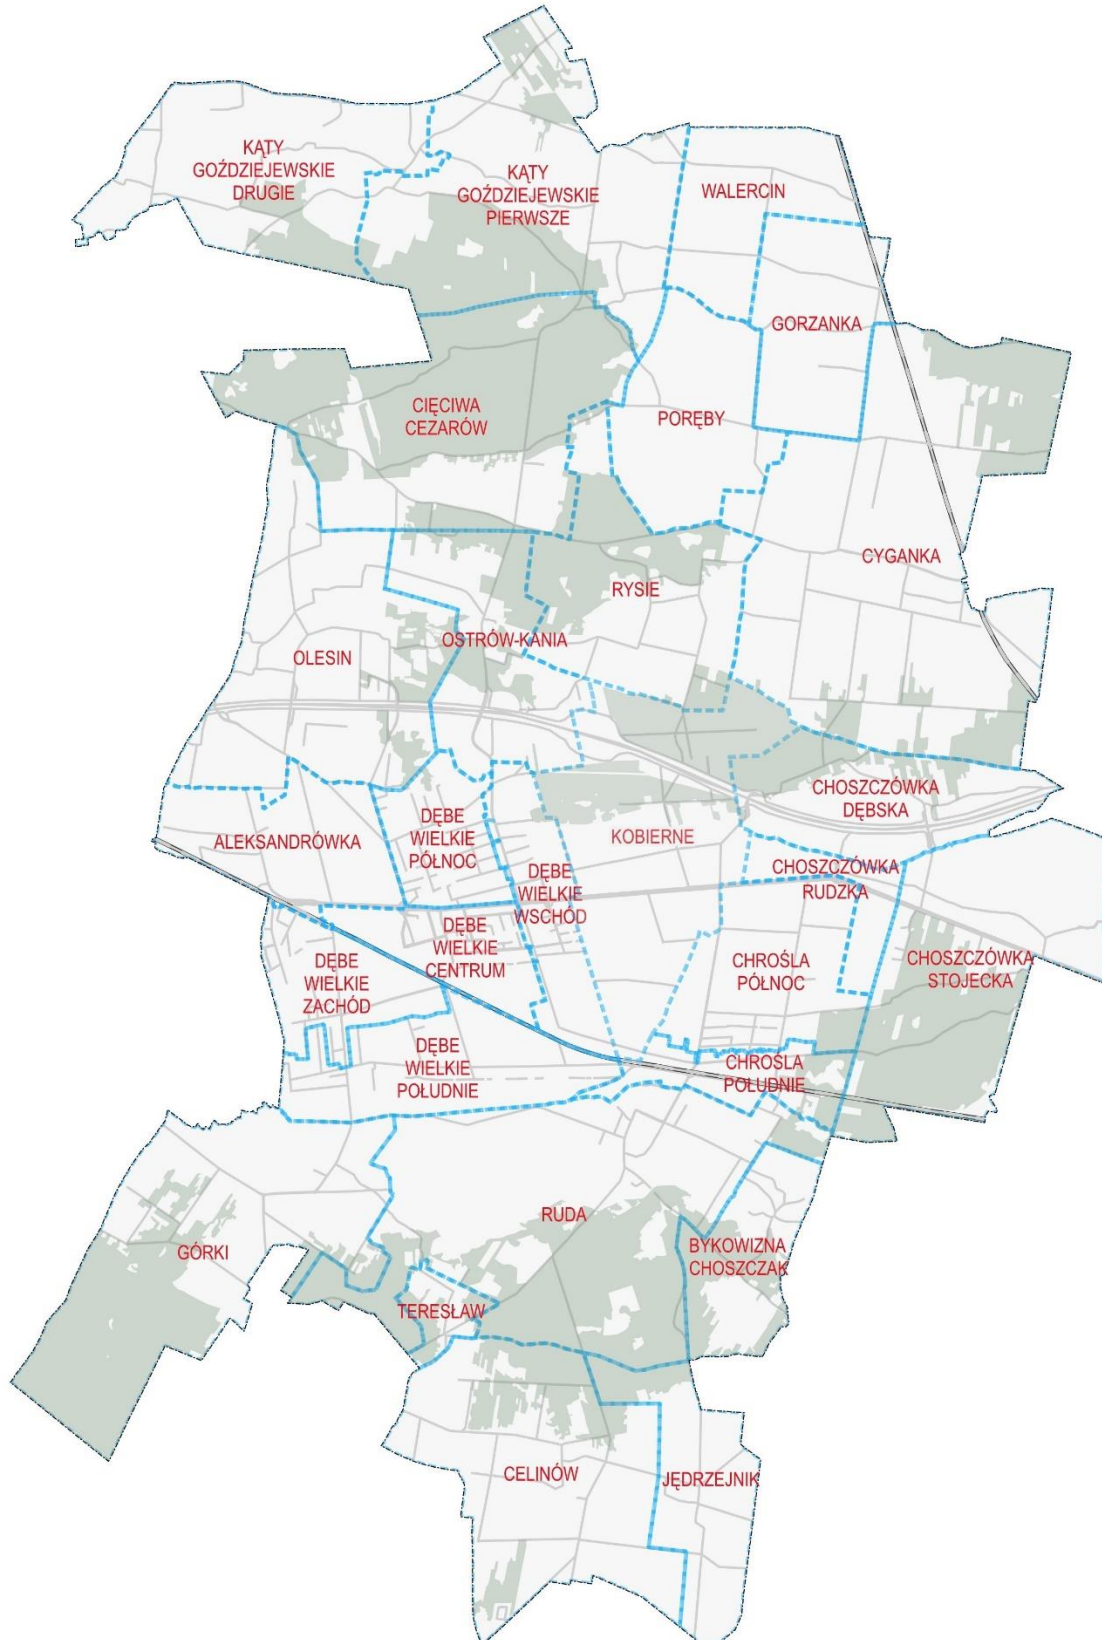 KĄTY
GOŹDZIEJEWSKIE
DRUGIE
KĄTY
GOŹDZIEJEWSKIE
PIERWSZE
WALERCIN
GORZANKA
CIĘCIWA
CEZARÓW
PORĘBY
CYGANKA
RYSIE
OSTRÓW-KANIA
OLESIN
CHOSZCZÓWKA
DĘBSKA
ALEKSANDRÓWKA
DĘBE
WIELKIE
PÓŁNOC
KOBIERNE
DĘBE
WIELKIE
WSCHÓD
CHOSZCZÓWKA
RUDZKA
DĘBE
WIELKIE
CENTRUM
DĘBE
WIELKIE
ZACHÓD
CHROŚLA
PÓŁNOC
CHOSZCZÓWKA
STOJECKA
DĘBE
WIELKIE
POŁUDNIE
CHROŚLA
POŁUDNIE
RUDA
GÓRKI
BYKOWIZNA
CHOSZCZAK
TERESŁAW
CELINÓW
JĘDRZEJNIK